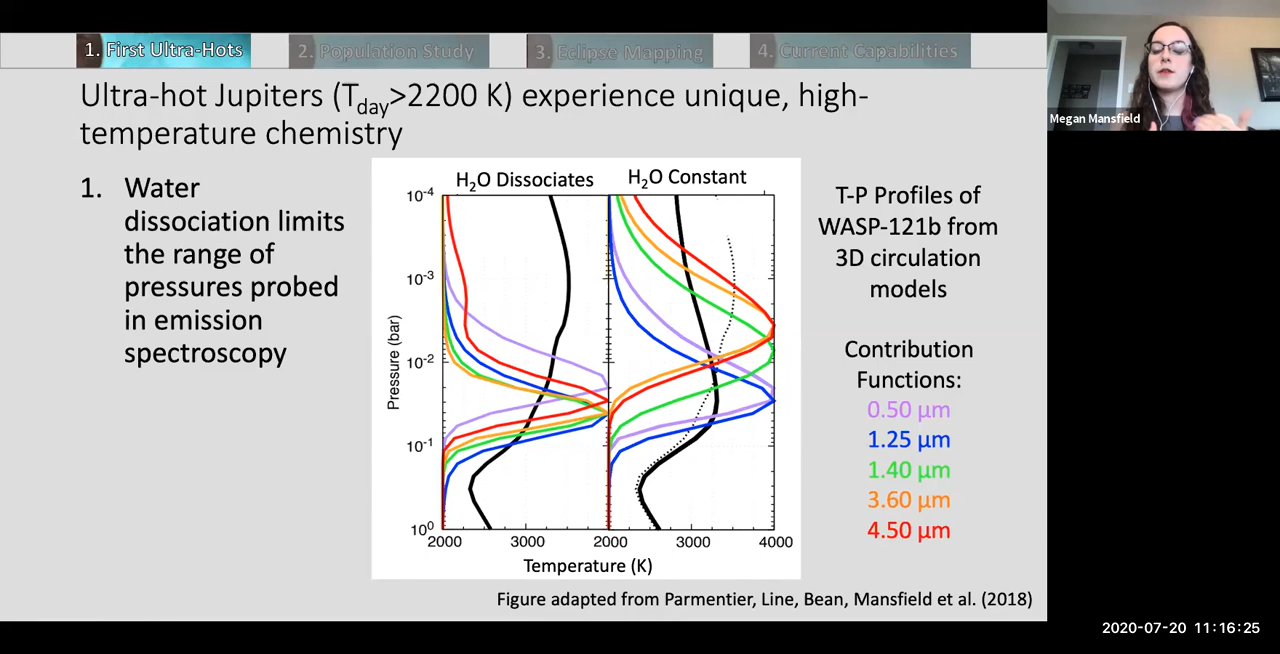 1. First Ultra-Hots
2. Population Study
3. Eclipse Mapping
4. Current Capabilities
Megan Mansfield
Ultra-hot Jupiters (Tday>2200 K) experience unique, high-
temperature chemistry
1. Water
dissociation limits
the range of
pressures probed
in emission
spectroscopy
H2O Dissociates
H2O Constant
10-4
10-3
10-2
10-1
100
Pressure (bar)
2000 3000 2000 3000 4000
Temperature (K)
T-P Profiles of
WASP-121b from
3D circulation
models
Contribution
Functions:
0.50 μm
1.25 μm
1.40 μm
3.60 μm
4.50 μm
Figure adapted from Parmentier, Line, Bean, Mansfield et al. (2018)
2020-07-20 11:16:25